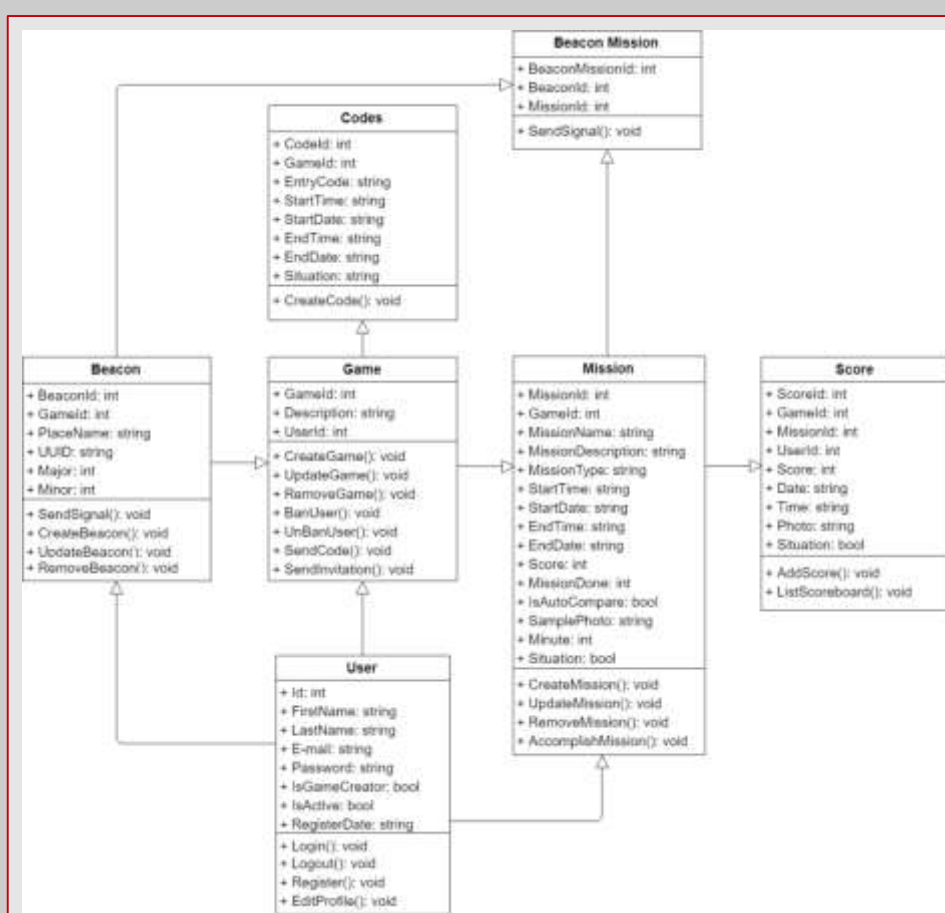 Beacon Mission
+ BeaconMissionId: int
+ BeaconId: int
+ MissionId: int
+ SendSignal(): void
Codes
+ CodeId: int
+ GameId: int
+ EntryCode: string
+ StartTime: string
+ StartDate: string
+ EndTime: string
+ EndDate: string
+ Situation: string
+ CreateCode(): void
Beacon
+ BeaconId: int
+ GameId: int
+ PlaceName: string
+ UUID: string
+ Major: int
+ Minor: int
+ SendSignal(): void
+ CreateBeacon(): void
+ UpdateBeacon(): void
+ RemoveBeacon(): void
Game
+ GameId: int
+ Description: string
+ UserId: int
+ CreateGame(): void
+ UpdateGame(): void
+ RemoveGame(): void
+ BanUser(): void
+ UnBanUser(): void
+ SendCode(): void
+ SendInvitation(): void
Mission
+ MissionId: int
+ GameId: int
+ MissionName: string
+ MissionDescription: string
+ MissionType: string
+ StartTime: string
+ StartDate: string
+ EndTime: string
+ EndDate: string
+ Score: int
+ MissionDone: int
+ IsAutoCompare: bool
+ SamplePhoto: string
+ Minute: int
+ Situation: bool
+ CreateMission(): void
+ UpdateMission(): void
+ RemoveMission(): void
+ AccomplishMission(): void
Score
+ ScoreId: int
+ GameId: int
+ MissionId: int
+ UserId: int
+ Score: int
+ Date: string
+ Time: string
+ Photo: string
+ Situation: bool
+ AddScore(): void
+ ListScoreboard(): void
User
+ Id: int
+ FirstName: string
+ LastName: string
+ E-mail: string
+ Password: string
+ IsGameCreator: bool
+ IsActive: bool
+ RegisterDate: string
+ Login(): void
+ Logout(): void
+ Register(): void
+ EditProfile(): void